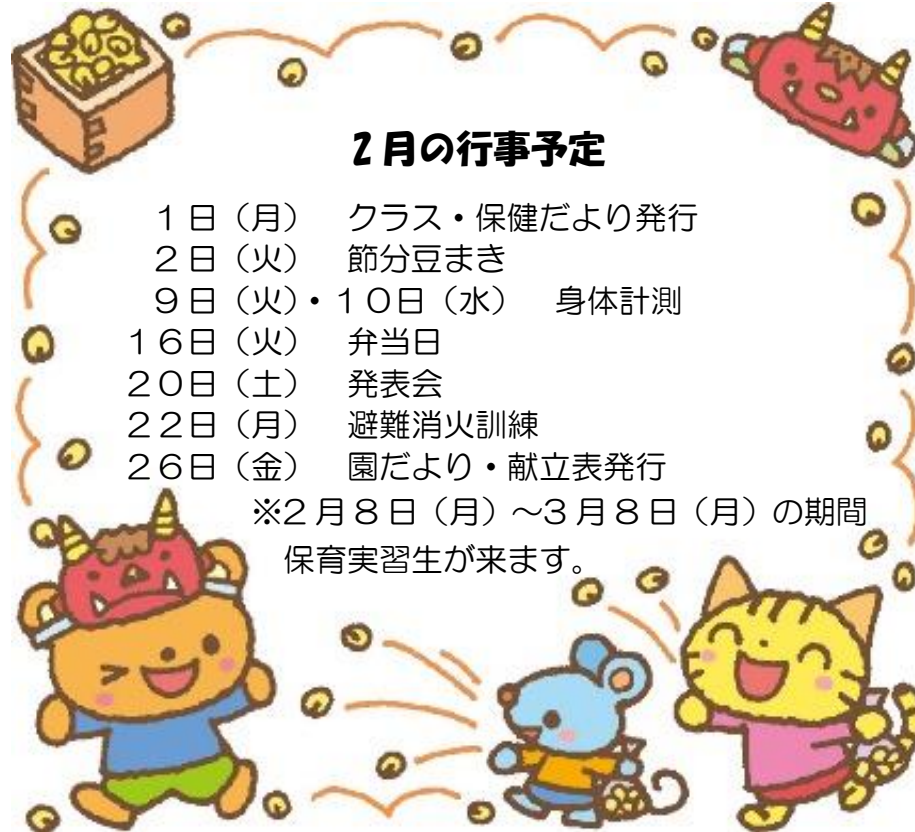 2月の行事予定
1日（月）　クラス・保健だより発行
2日（火）　節分豆まき
9日（火）・10日（水）　身体計測
16日（火）　弁当日
20日（土）　発表会
22日（月）　避難消火訓練
26日（金）　園だより・献立表発行
※2月8日（月）～3月8日（月）の期間
保育実習生が来ます。